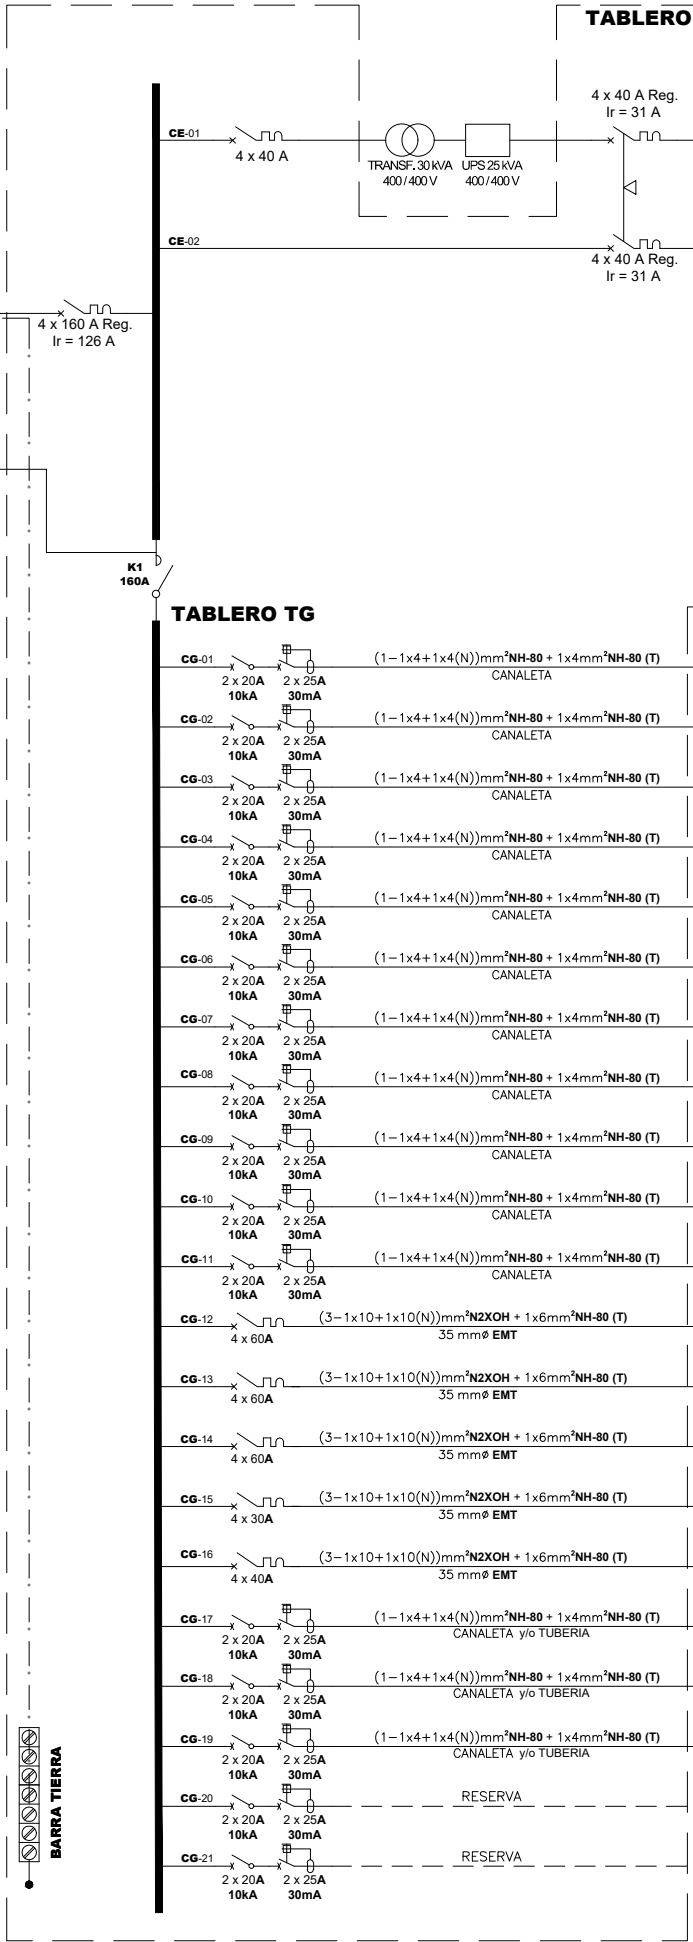 TABLERO
4 x 40 A Reg.
Ir = 31 A
CE-01
4 x 40 A
TRANSF. 30 kVA
400 / 400 V
UPS 25 kVA
400 / 400 V
CE-02
4 x 40 A Reg.
Ir = 31 A
4 x 160 A Reg.
Ir = 126 A
K1
160A
TABLERO TG
CG-01
2 x 20A
10kA
2 x 25A
30mA
(1-1x4+1x4(N))mm²NH-80 + 1x4mm²NH-80 (T)
CANALETA
CG-02
2 x 20A
10kA
2 x 25A
30mA
(1-1x4+1x4(N))mm²NH-80 + 1x4mm²NH-80 (T)
CANALETA
CG-03
2 x 20A
10kA
2 x 25A
30mA
(1-1x4+1x4(N))mm²NH-80 + 1x4mm²NH-80 (T)
CANALETA
CG-04
2 x 20A
10kA
2 x 25A
30mA
(1-1x4+1x4(N))mm²NH-80 + 1x4mm²NH-80 (T)
CANALETA
CG-05
2 x 20A
10kA
2 x 25A
30mA
(1-1x4+1x4(N))mm²NH-80 + 1x4mm²NH-80 (T)
CANALETA
CG-06
2 x 20A
10kA
2 x 25A
30mA
(1-1x4+1x4(N))mm²NH-80 + 1x4mm²NH-80 (T)
CANALETA
CG-07
2 x 20A
10kA
2 x 25A
30mA
(1-1x4+1x4(N))mm²NH-80 + 1x4mm²NH-80 (T)
CANALETA
CG-08
2 x 20A
10kA
2 x 25A
30mA
(1-1x4+1x4(N))mm²NH-80 + 1x4mm²NH-80 (T)
CANALETA
CG-09
2 x 20A
10kA
2 x 25A
30mA
(1-1x4+1x4(N))mm²NH-80 + 1x4mm²NH-80 (T)
CANALETA
CG-10
2 x 20A
10kA
2 x 25A
30mA
(1-1x4+1x4(N))mm²NH-80 + 1x4mm²NH-80 (T)
CANALETA
CG-11
2 x 20A
10kA
2 x 25A
30mA
(1-1x4+1x4(N))mm²NH-80 + 1x4mm²NH-80 (T)
CANALETA
CG-12
4 x 60A
(3-1x10+1x10(N))mm²N2XOH + 1x6mm²NH-80 (T)
35 mmø EMT
CG-13
4 x 60A
(3-1x10+1x10(N))mm²N2XOH + 1x6mm²NH-80 (T)
35 mmø EMT
CG-14
4 x 60A
(3-1x10+1x10(N))mm²N2XOH + 1x6mm²NH-80 (T)
35 mmø EMT
CG-15
4 x 30A
(3-1x10+1x10(N))mm²N2XOH + 1x6mm²NH-80 (T)
35 mmø EMT
CG-16
4 x 40A
(3-1x10+1x10(N))mm²N2XOH + 1x6mm²NH-80 (T)
35 mmø EMT
CG-17
2 x 20A
10kA
2 x 25A
30mA
(1-1x4+1x4(N))mm²NH-80 + 1x4mm²NH-80 (T)
CANALETA y/o TUBERIA
CG-18
2 x 20A
10kA
2 x 25A
30mA
(1-1x4+1x4(N))mm²NH-80 + 1x4mm²NH-80 (T)
CANALETA y/o TUBERIA
CG-19
2 x 20A
10kA
2 x 25A
30mA
(1-1x4+1x4(N))mm²NH-80 + 1x4mm²NH-80 (T)
CANALETA y/o TUBERIA
CG-20
2 x 20A
10kA
2 x 25A
30mA
RESERVA
CG-21
2 x 20A
10kA
2 x 25A
30mA
RESERVA
BARRA TIERRA